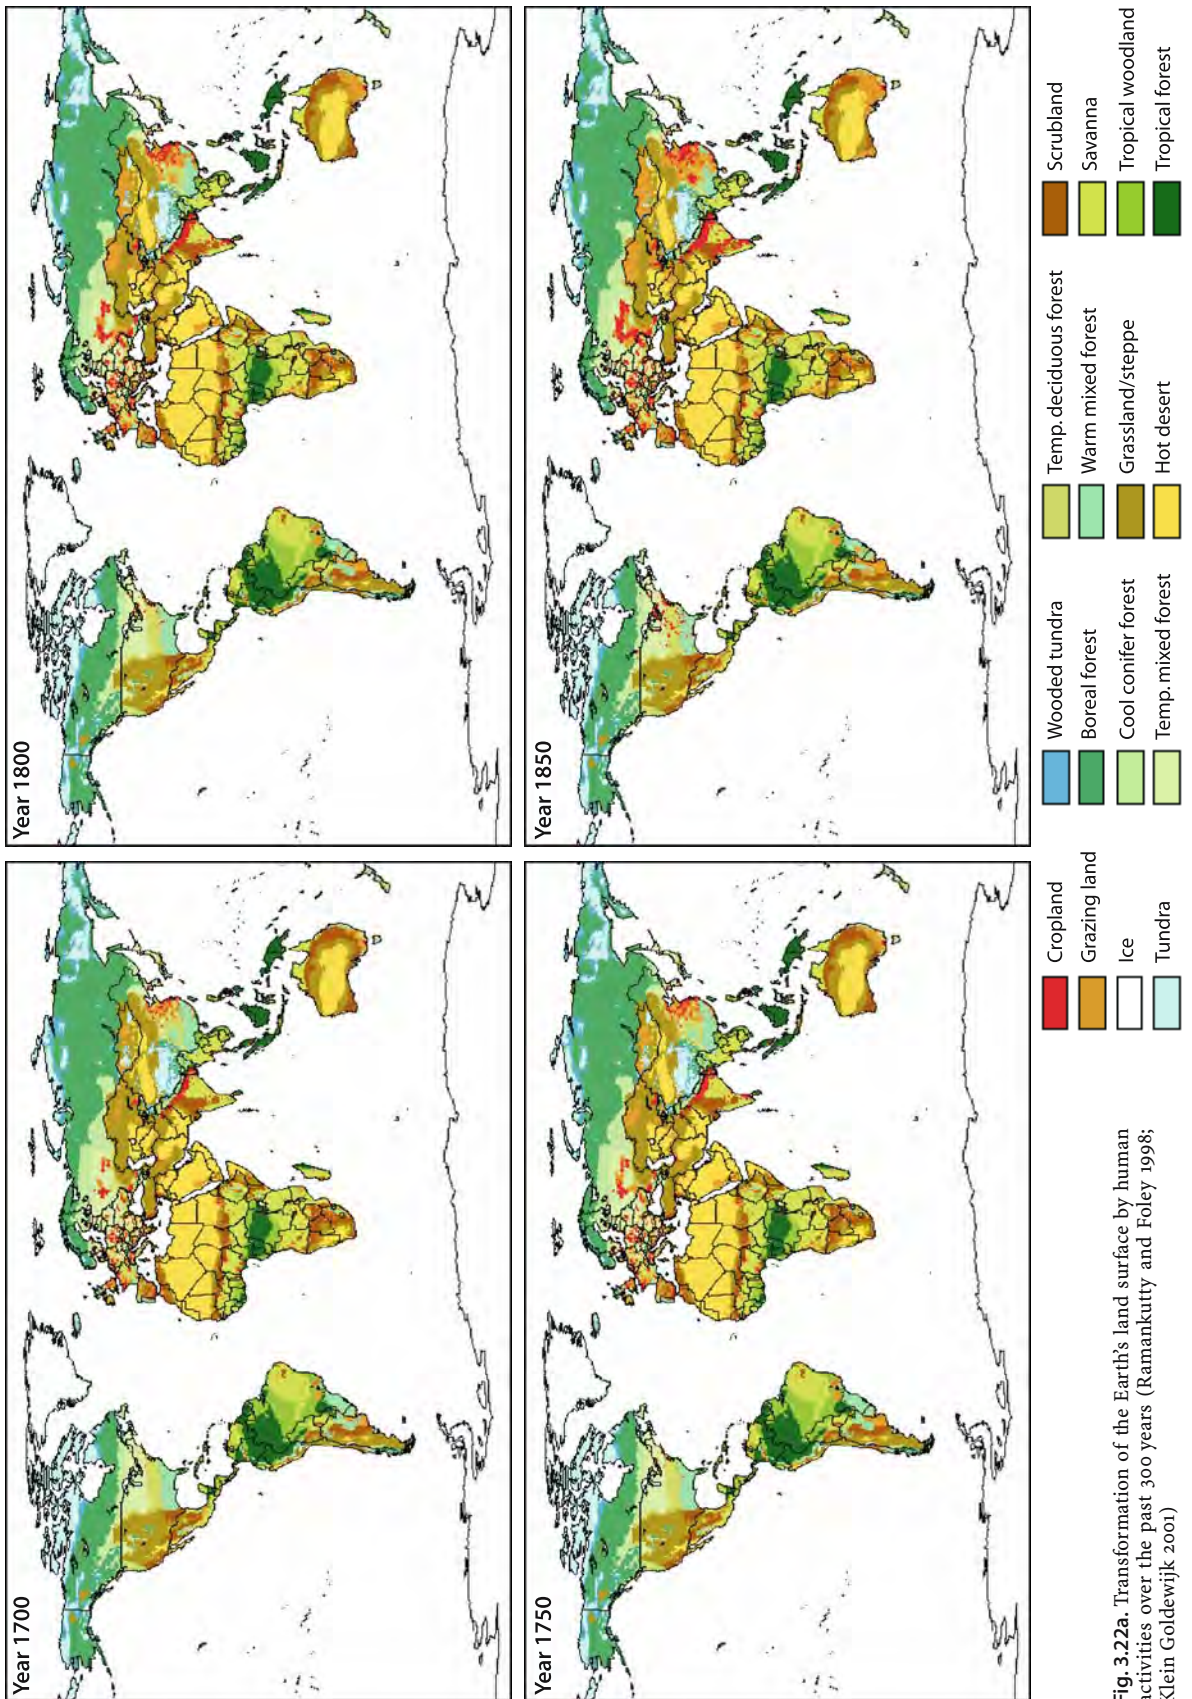 Year 1700
Year 1800
Year 1750
Year 1850
Cropland
Grazing land
Ice
Tundra
Wooded tundra
Boreal forest
Cool conifer forest
Temp. mixed forest
Temp. deciduous forest
Warm mixed forest
Grassland/steppe
Hot desert
Scrubland
Savanna
Tropical woodland
Tropical forest
Fig. 3.22a. Transformation of the Earth's land surface by human
activities over the past 300 years (Ramankutty and Foley 1998;
Klein Goldewijk 2001)